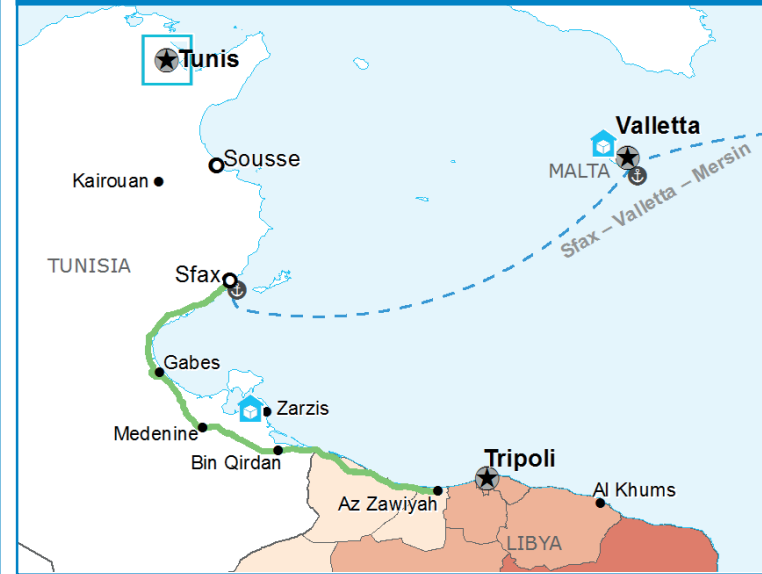 Tunis
Valletta
Sousse
MALTA
Kairouan
Sfax – Valletta – Mersin
TUNISIA
Sfax
Gabes
Zarzis
Medenine
Bin Qirdan
Tripoli
Az Zawiyah
Al Khums
LIBYA